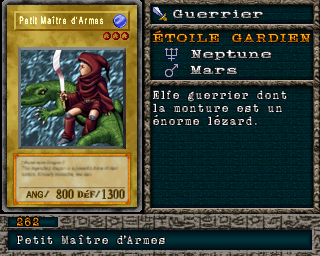 Petit Maître d'Armes
ANG/ 800 DÉF/1300
Guerrier
ÉTOILE GARDIEN
Neptune
Mars
Elfe guerrier dont
la monture est un
énorme lézard.
262
Petit Maître d'Armes